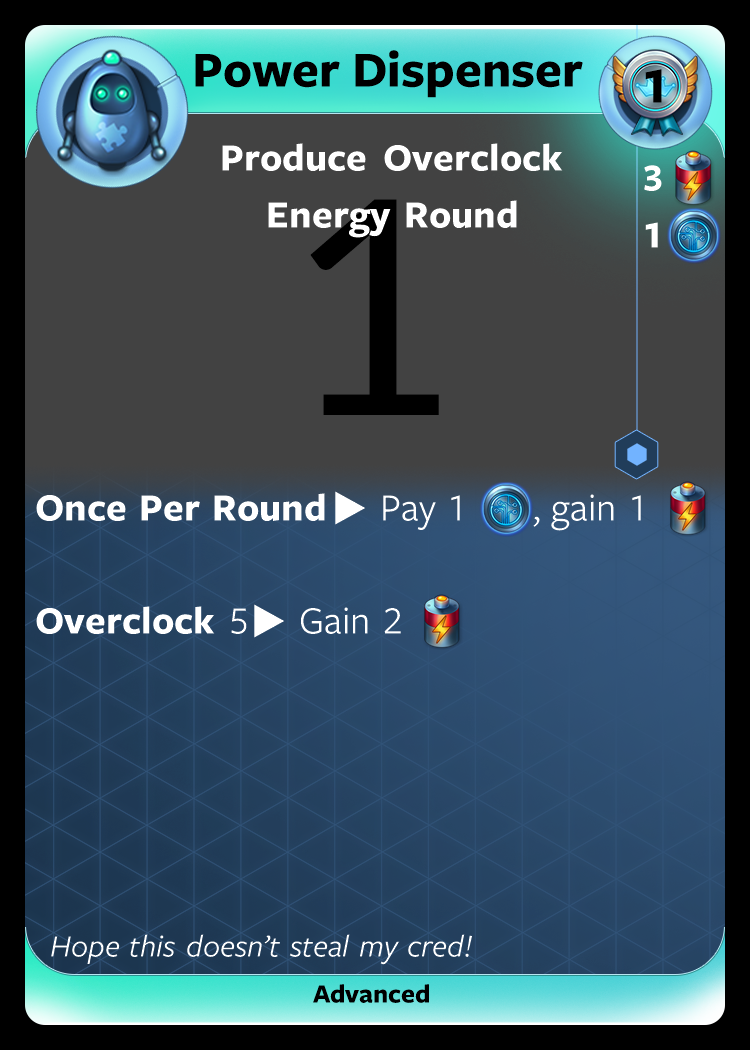 Power Dispenser
1
Produce Overclock
3
Energy Round
1
1
Once Per Round▶ Pay 1 , gain 1
Overclock 5▶ Gain 2
Hope this doesn't steal my cred!
Advanced